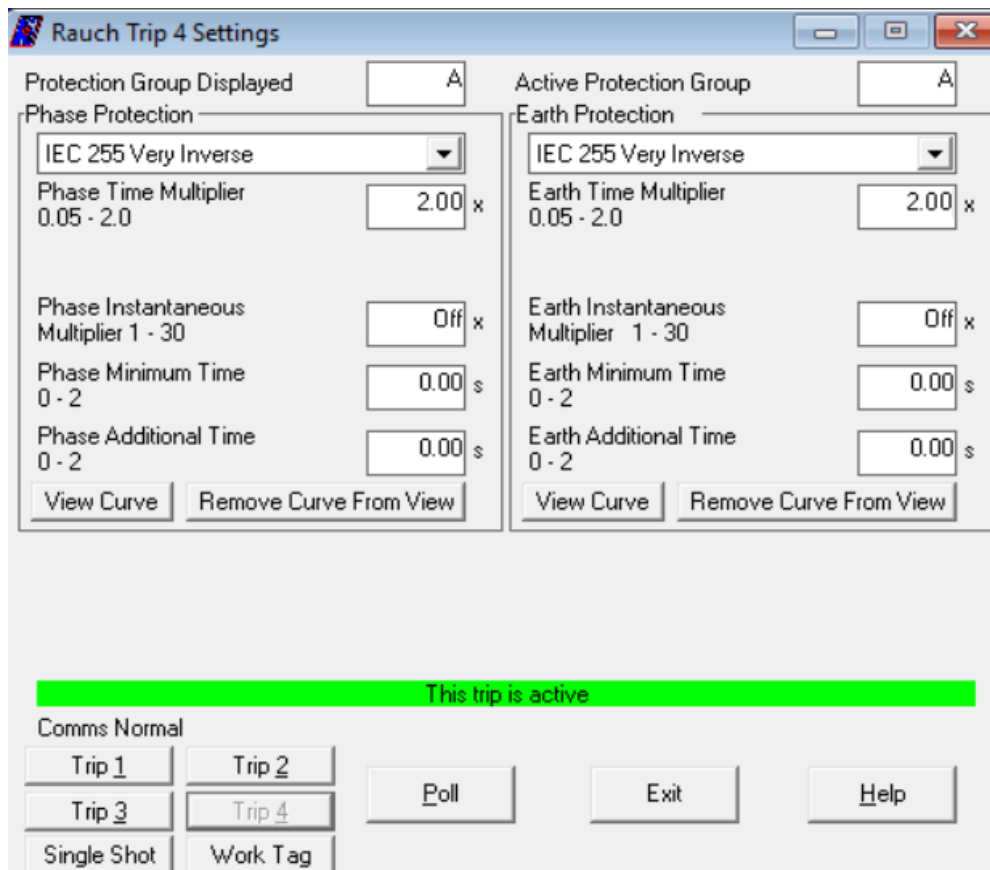 Rauch Trip 4 Settings
Protection Group Displayed A
Active Protection Group A
Phase Protection
IEC 255 Very Inverse
Phase Time Multiplier
0.05 - 2.0
2.00 x
Phase Instantaneous
Multiplier 1 - 30
Off x
Phase Minimum Time
0 - 2
0.00 s
Phase Additional Time
0 - 2
0.00 s
View Curve
Remove Curve From View
Earth Protection
IEC 255 Very Inverse
Earth Time Multiplier
0.05 - 2.0
2.00 x
Earth Instantaneous
Multiplier 1 - 30
Off x
Earth Minimum Time
0 - 2
0.00 s
Earth Additional Time
0 - 2
0.00 s
View Curve
Remove Curve From View
This trip is active
Comms Normal
Trip 1
Trip 2
Trip 3
Trip 4
Single Shot
Work Tag
Poll
Exit
Help